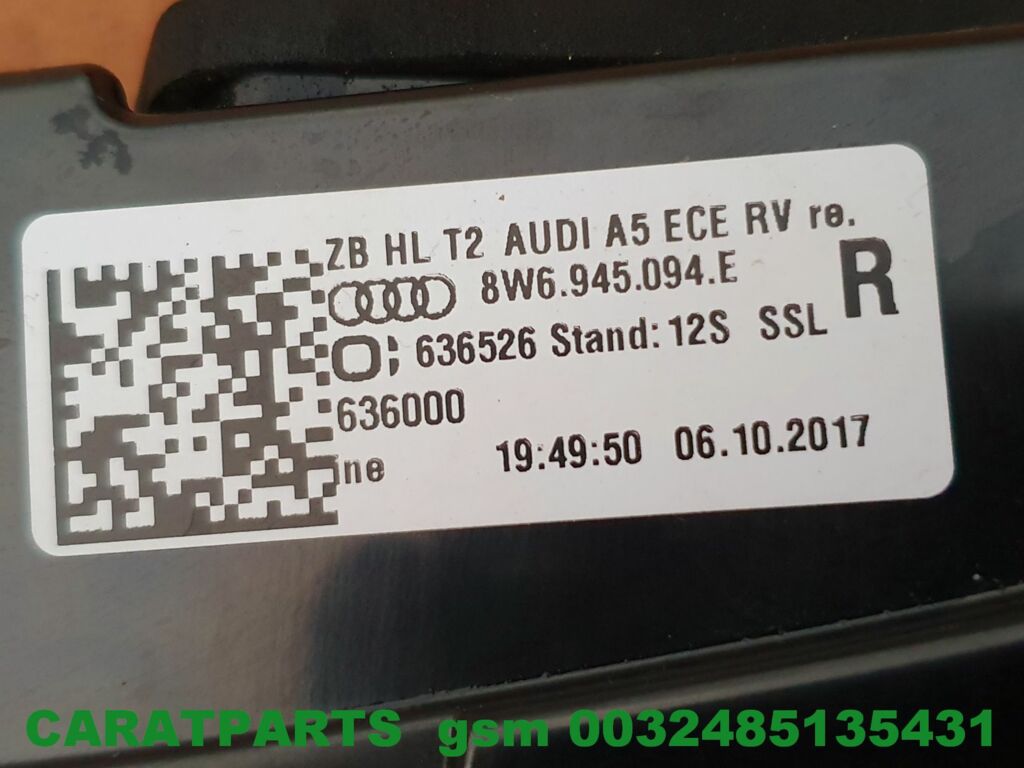 ZB HL T2 AUDI A5 ECE RV re.
8W6.945.094.E R
636526 Stand: 12S SSL
636000
ne 19:49:50 06.10.2017
CARATPARTS gsm 0032485135431